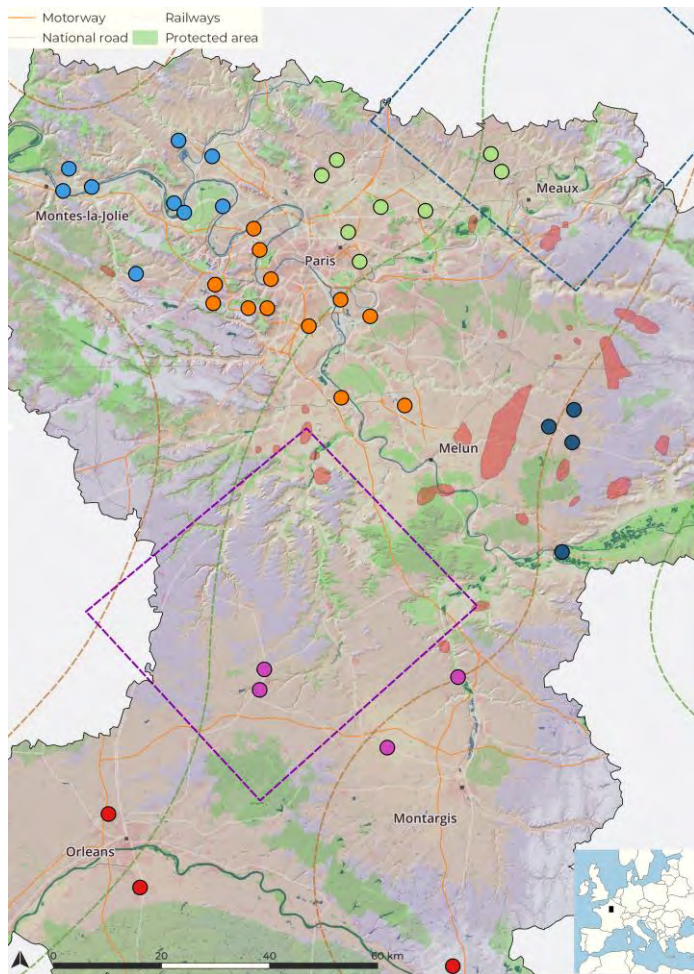 Motorway Railways
National road Protected area
Meaux
Montes-la-Jolie
Paris
Melun
Montargis
Orleans
0 20 40 60 km